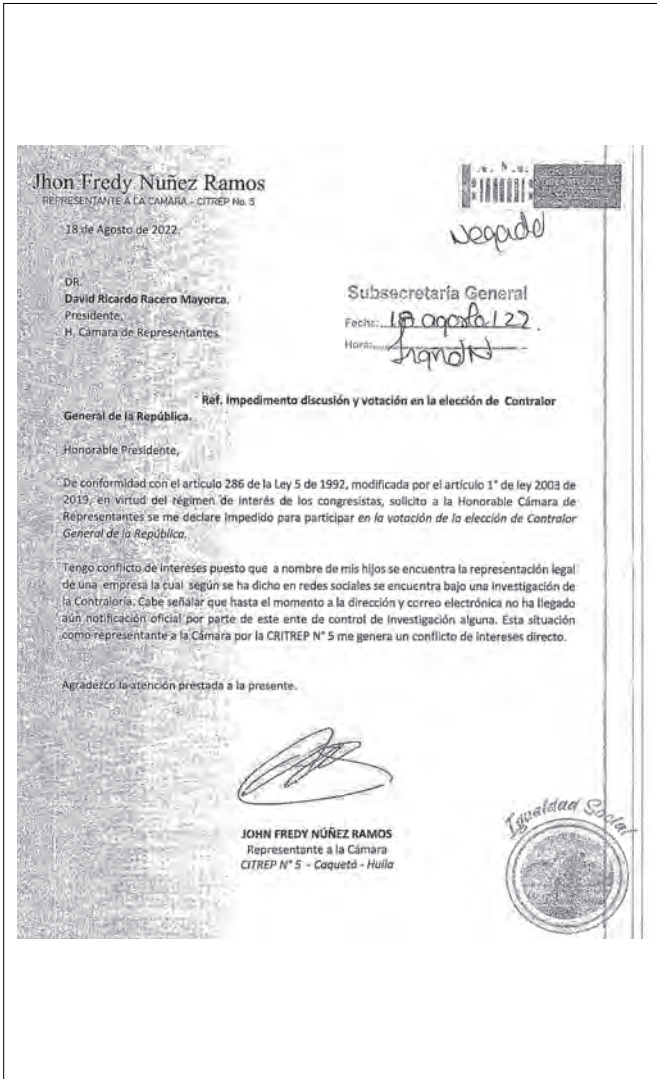 Jhon Fredy Nuñez Ramos
REPRESENTANTE A LA CAMARA - CITREP No. 5
Negado
18 de Agosto de 2022.
DR.
David Ricardo Racero Mayorca.
Presidente,
H. Cámara de Representantes
Subsecretaría General
Fecha: 18 agosto/22.
Hora:
Ref. Impedimento discusión y votación en la elección de Contralor
General de la República.
Honorable Presidente,
De conformidad con el artículo 286 de la Ley 5 de 1992, modificada por el artículo 1° de ley 2003 de
2019, en virtud del régimen de interés de los congresistas, solicito a la Honorable Cámara de
Representantes se me declare impedido para participar en la votación de la elección de Contralor
General de la República.
Tengo conflicto de intereses puesto que a nombre de mis hijos se encuentra la representación legal
de una empresa la cual según se ha dicho en redes sociales se encuentra bajo una investigación de
la Contraloría. Cabe señalar que hasta el momento a la dirección y correo electrónica no ha llegado
aún notificación oficial por parte de este ente de control de investigación alguna. Esta situación
como representante a la Cámara por la CRITREP N° 5 me genera un conflicto de intereses directo.
Agradezco la atención prestada a la presente.
JOHN FREDY NÚÑEZ RAMOS
Representante a la Cámara
CITREP N° 5 - Caquetá - Huila
Igualdad Social